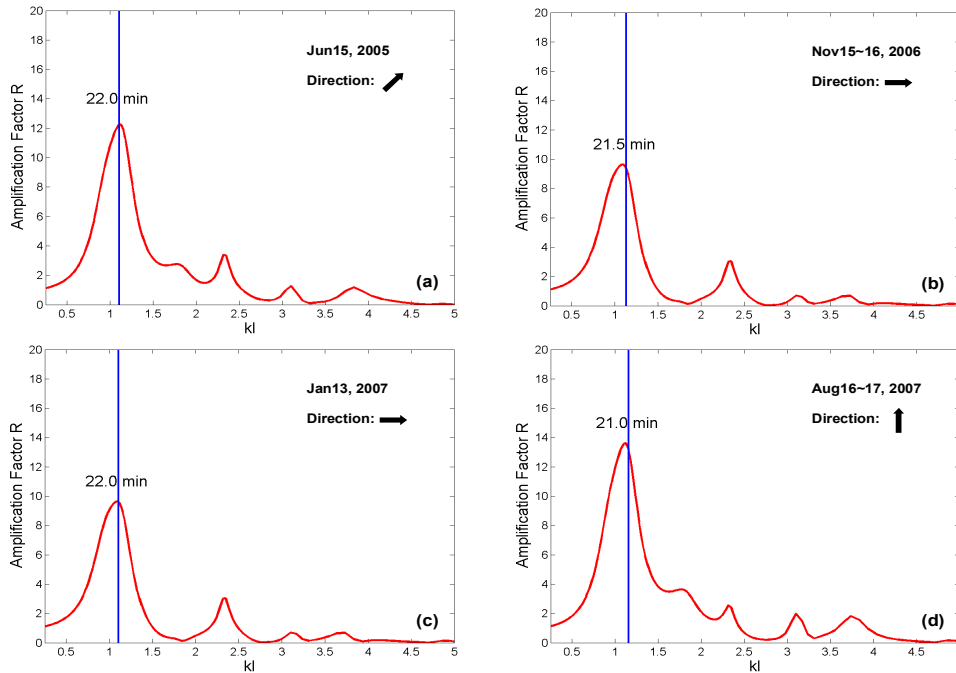 20
18
16
14
12
10
8
6
4
2
0
Amplification Factor R
Jun15, 2005
Direction:
22.0 min
(a)
0.5 1 1.5 2 2.5 3 3.5 4 4.5 5
kl
20
18
16
14
12
10
8
6
4
2
0
Amplification Factor R
Nov15~16, 2006
Direction:
21.5 min
(b)
0.5 1 1.5 2 2.5 3 3.5 4 4.5
kl
20
18
16
14
12
10
8
6
4
2
0
Amplification Factor R
Jan13, 2007
Direction:
22.0 min
(c)
0.5 1 1.5 2 2.5 3 3.5 4 4.5 5
kl
20
18
16
14
12
10
8
6
4
2
0
Amplification Factor R
Aug16~17, 2007
Direction:
21.0 min
(d)
0.5 1 1.5 2 2.5 3 3.5 4 4.5
kl